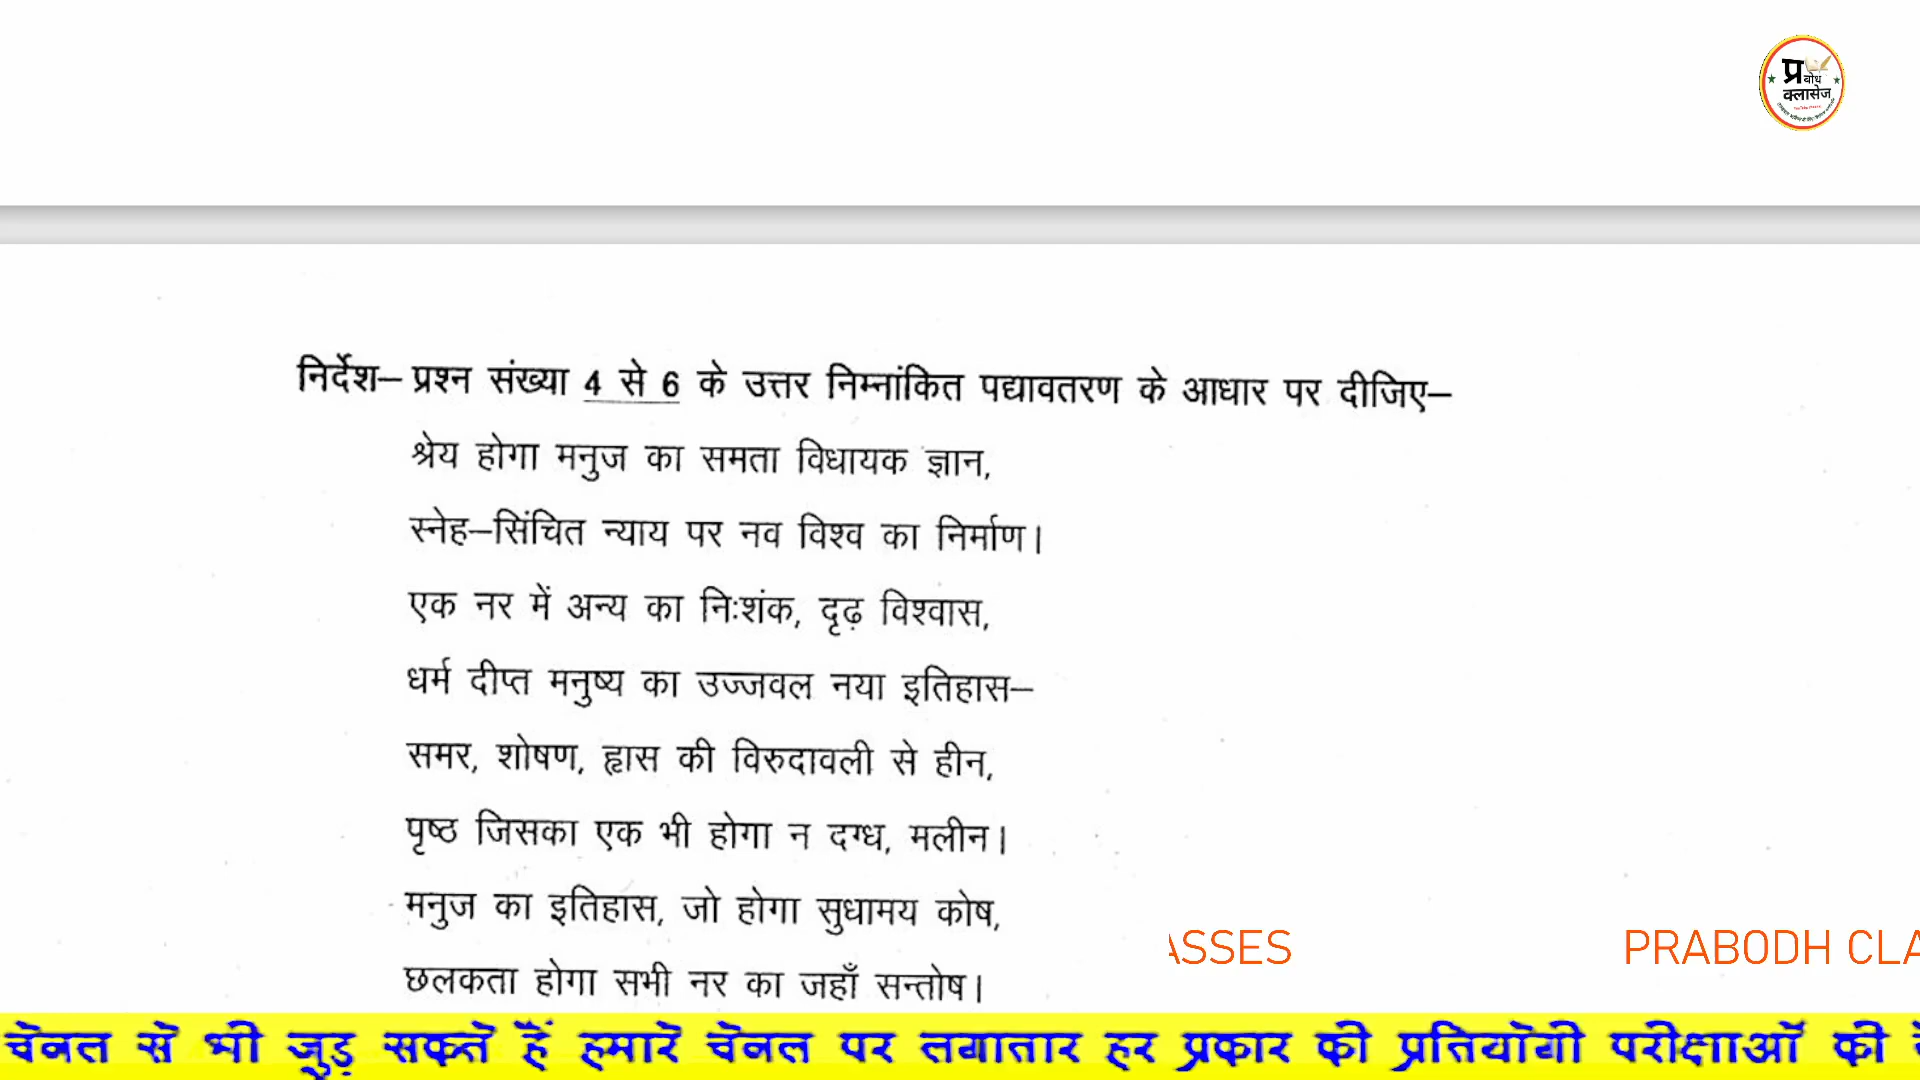 प्र बोध
क्लासेज
निर्देश– प्रश्न संख्या 4 से 6 के उत्तर निम्नांकित पद्यावतरण के आधार पर दीजिए–
श्रेय होगा मनुज का समता विधायक ज्ञान,
स्नेह–सिंचित न्याय पर नव विश्व का निर्माण।
एक नर में अन्य का निःशंक, दृढ़ विश्वास,
धर्म दीप्त मनुष्य का उज्जवल नया इतिहास–
समर, शोषण, ह्रास की विरुदावली से हीन,
पृष्ठ जिसका एक भी होगा न दग्ध, मलीन।
मनुज का इतिहास, जो होगा सुधामय कोष,
छलकता होगा सभी नर का जहाँ सन्तोष।
ASSES PRABODH CLA
चेनल से भी जुड़ सकते हैं हमारे चेनल पर लगातार हर प्रकार की प्रतियोगी परीक्षाओं की